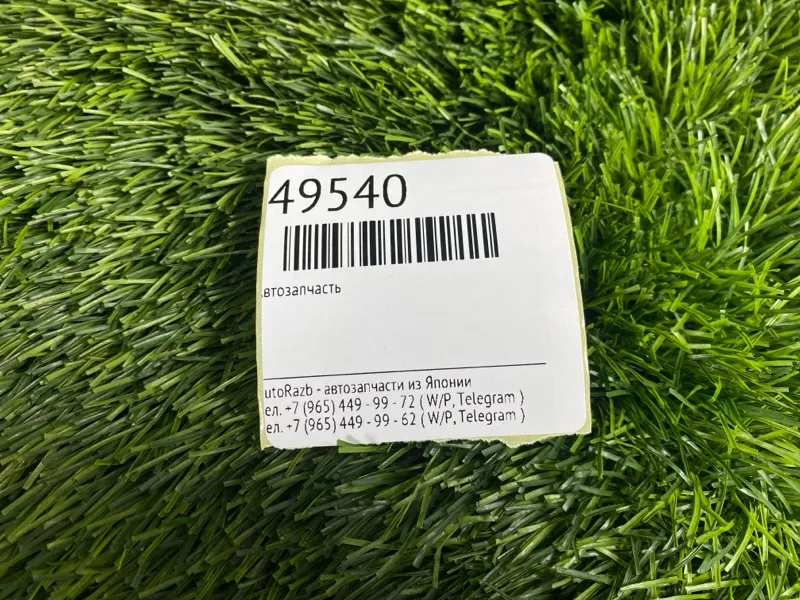 49540
втозапчасть
utoRazb - автозапчасти из Японии
ел. +7 (965) 449 - 99 - 72 ( W/P, Telegram )
ел. +7 (965) 449 - 99 - 62 ( W/P, Telegram )